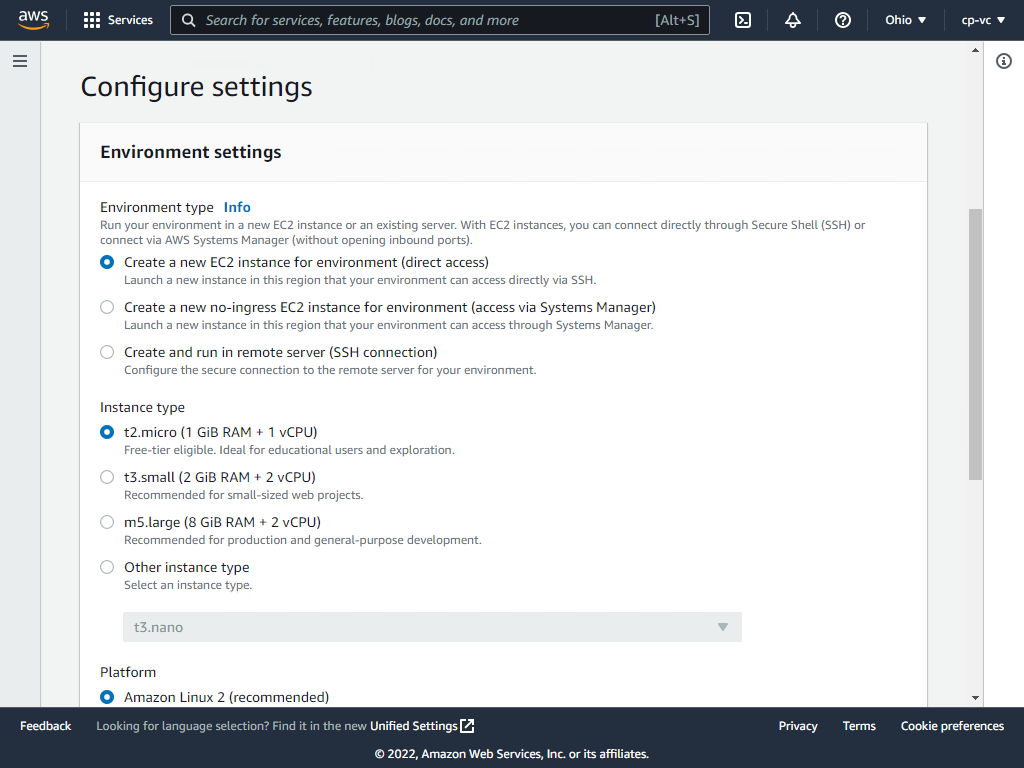 aws Services Search for services, features, blogs, docs, and more [Alt+S] Ohio ▼ cp-vc ▼
Configure settings
Environment settings
Environment type Info
Run your environment in a new EC2 instance or an existing server. With EC2 instances, you can connect directly through Secure Shell (SSH) or
connect via AWS Systems Manager (without opening inbound ports).
Create a new EC2 instance for environment (direct access)
Launch a new instance in this region that your environment can access directly via SSH.
Create a new no-ingress EC2 instance for environment (access via Systems Manager)
Launch a new instance in this region that your environment can access through Systems Manager.
Create and run in remote server (SSH connection)
Configure the secure connection to the remote server for your environment.
Instance type
t2.micro (1 GiB RAM + 1 vCPU)
Free-tier eligible. Ideal for educational users and exploration.
t3.small (2 GiB RAM + 2 vCPU)
Recommended for small-sized web projects.
m5.large (8 GiB RAM + 2 vCPU)
Recommended for production and general-purpose development.
Other instance type
Select an instance type.
t3.nano
Platform
Amazon Linux 2 (recommended)
Feedback Looking for language selection? Find it in the new Unified Settings Privacy Terms Cookie preferences
© 2022, Amazon Web Services, Inc. or its affiliates.